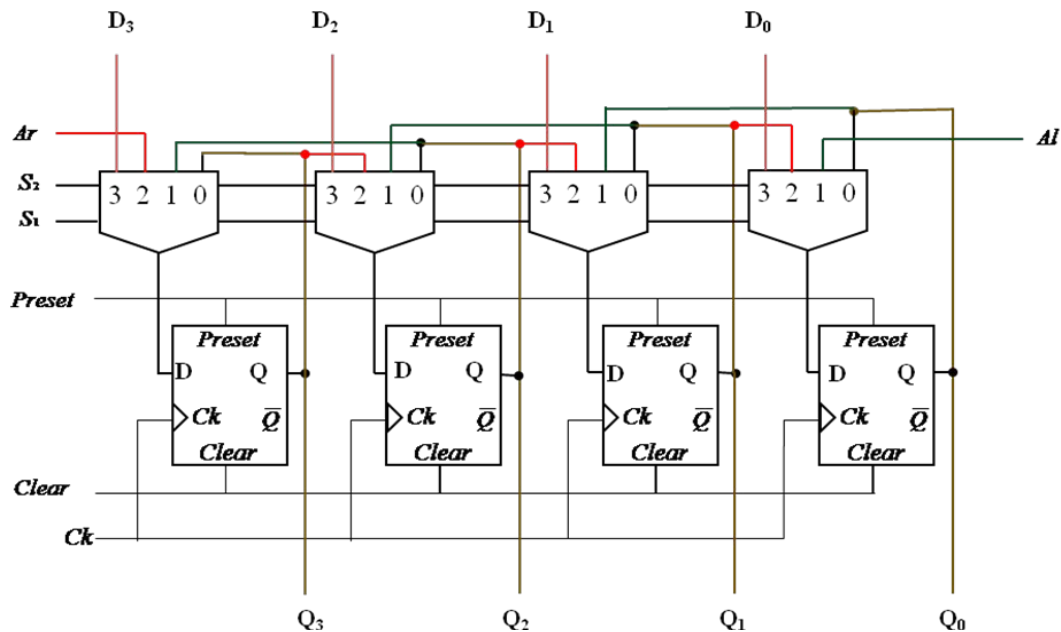 D₃ D₂ D₁ D₀
Ar Al
S₂ 3 2 1 0 3 2 1 0 3 2 1 0 3 2 1 0
S₁
Preset
Preset Preset Preset Preset
D Q D Q D Q D Q
Ck Q̅ Ck Q̅ Ck Q̅ Ck Q̅
Clear Clear Clear Clear
Clear
Ck
Q₃ Q₂ Q₁ Q₀